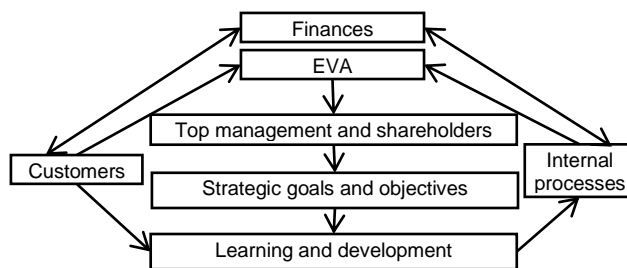 Finances
EVA
Top management and shareholders
Customers
Internal
processes
Strategic goals and objectives
Learning and development